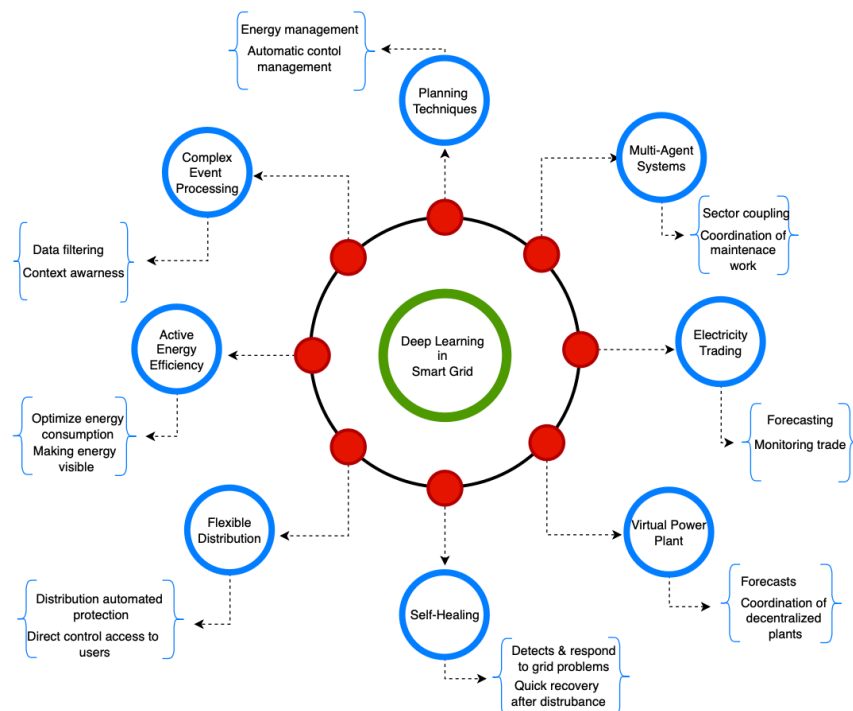 Energy management
Automatic contol
management
Planning
Techniques
Complex
Event
Processing
Multi-Agent
Systems
Data filtering
Context awarness
Sector coupling
Coordination of
maintenace
work
Active
Energy
Efficiency
Deep Learning
in
Smart Grid
Electricity
Trading
Optimize energy
consumption
Making energy
visible
Forecasting
Monitoring trade
Flexible
Distribution
Virtual Power
Plant
Distribution automated
protection
Direct control access to
users
Self-Healing
Forecasts
Coordination of
decentralized
plants
Detects & respond
to grid problems
Quick recovery
after distrubance